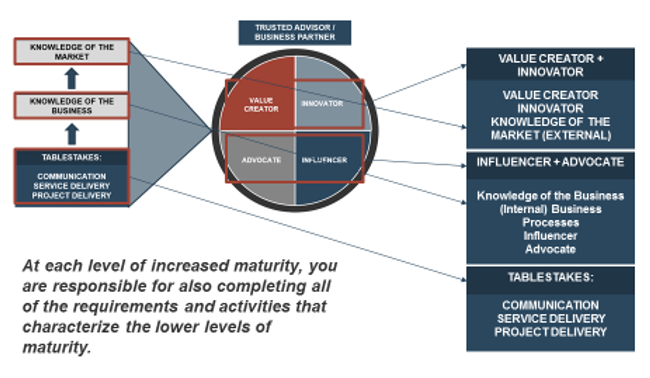 TRUSTED ADVISOR /
BUSINESS PARTNER
KNOWLEDGE OF THE
MARKET
KNOWLEDGE OF THE
BUSINESS
TABLESTAKES:
COMMUNICATION
SERVICE DELIVERY
PROJECT DELIVERY
VALUE
CREATOR
INNOVATOR
ADVOCATE
INFLUENCER
VALUE CREATOR +
INNOVATOR
VALUE CREATOR
INNOVATOR
KNOWLEDGE OF THE
MARKET (EXTERNAL)
INFLUENCER + ADVOCATE
Knowledge of the Business
(Internal) Business
Processes
Influencer
Advocate
TABLESTAKES:
COMMUNICATION
SERVICE DELIVERY
PROJECT DELIVERY
At each level of increased maturity, you
are responsible for also completing all
of the requirements and activities that
characterize the lower levels of
maturity.